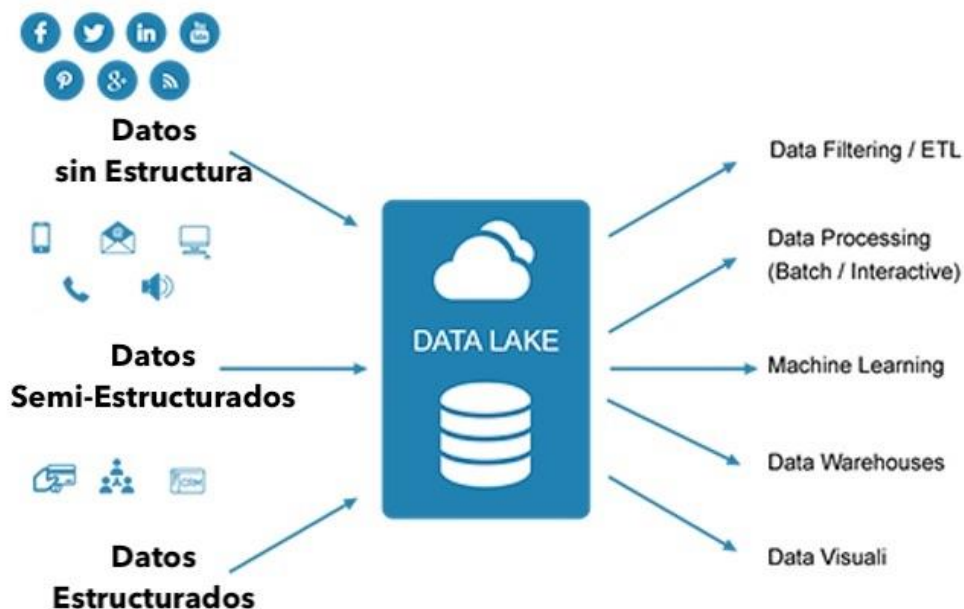 Datos
sin Estructura
Datos
Semi-Estructurados
CRM
Datos
Estructurados
DATA LAKE
Data Filtering / ETL
Data Processing
(Batch / Interactive)
Machine Learning
Data Warehouses
Data Visuali